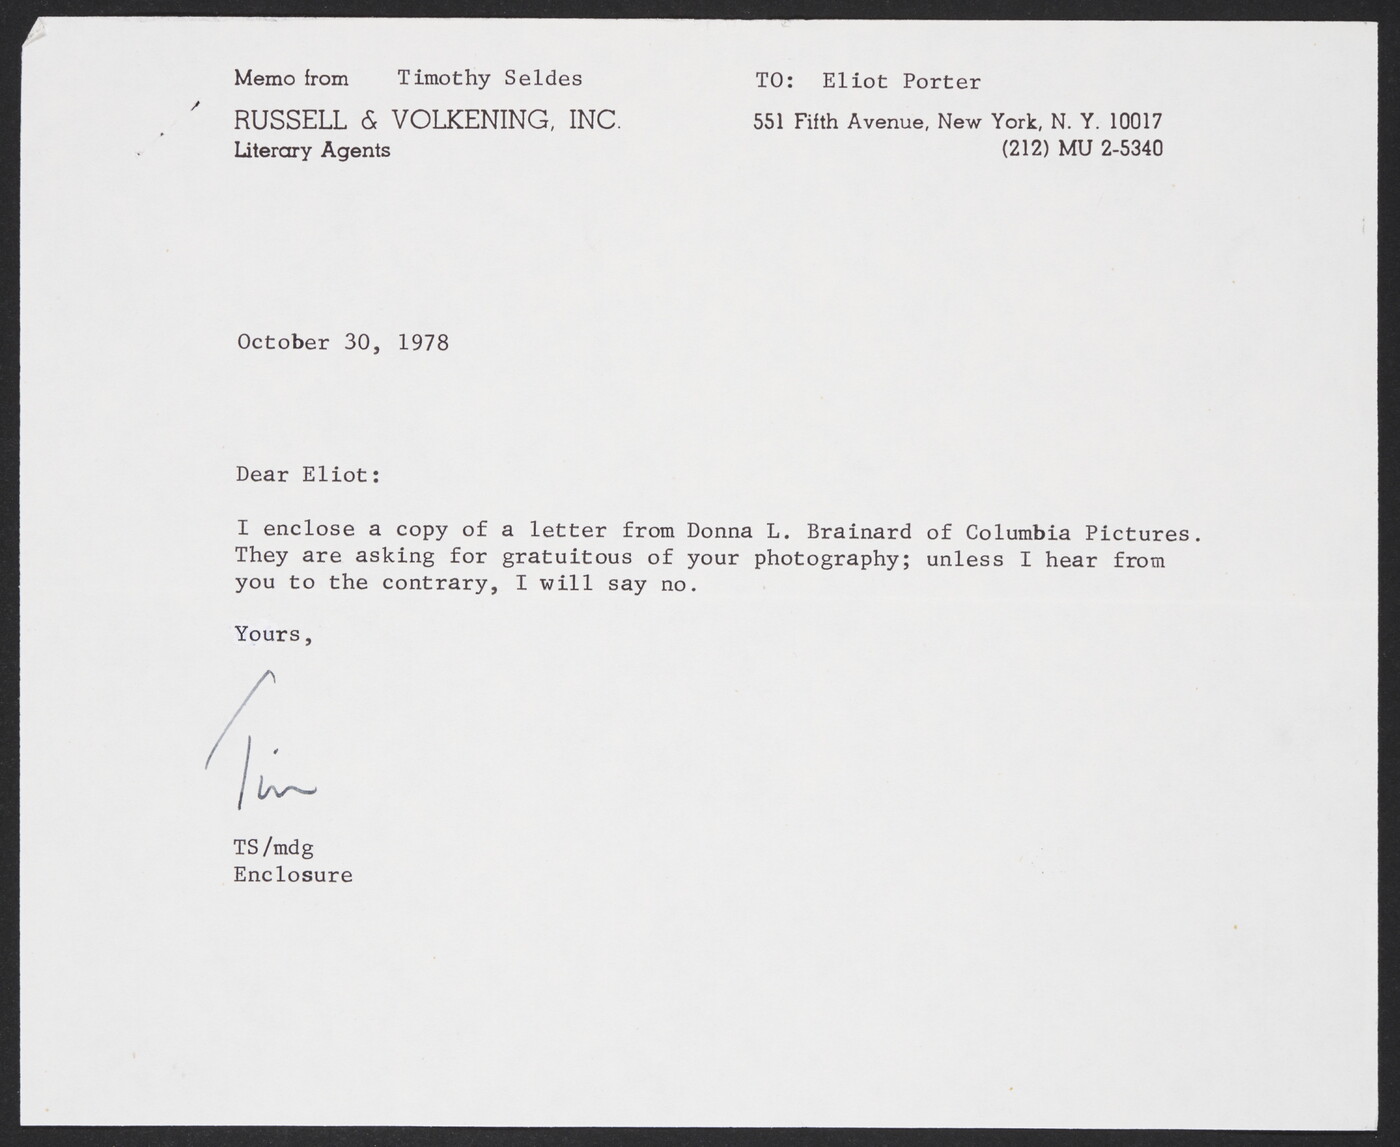 Memo from Timothy Seldes
TO: Eliot Porter
RUSSELL & VOLKENING, INC.
551 Fifth Avenue, New York, N. Y. 10017
Literary Agents
(212) MU 2-5340
October 30, 1978
Dear Eliot:
I enclose a copy of a letter from Donna L. Brainard of Columbia Pictures.
They are asking for gratuitous of your photography; unless I hear from
you to the contrary, I will say no.
Yours,
Tim
TS/mdg
Enclosure